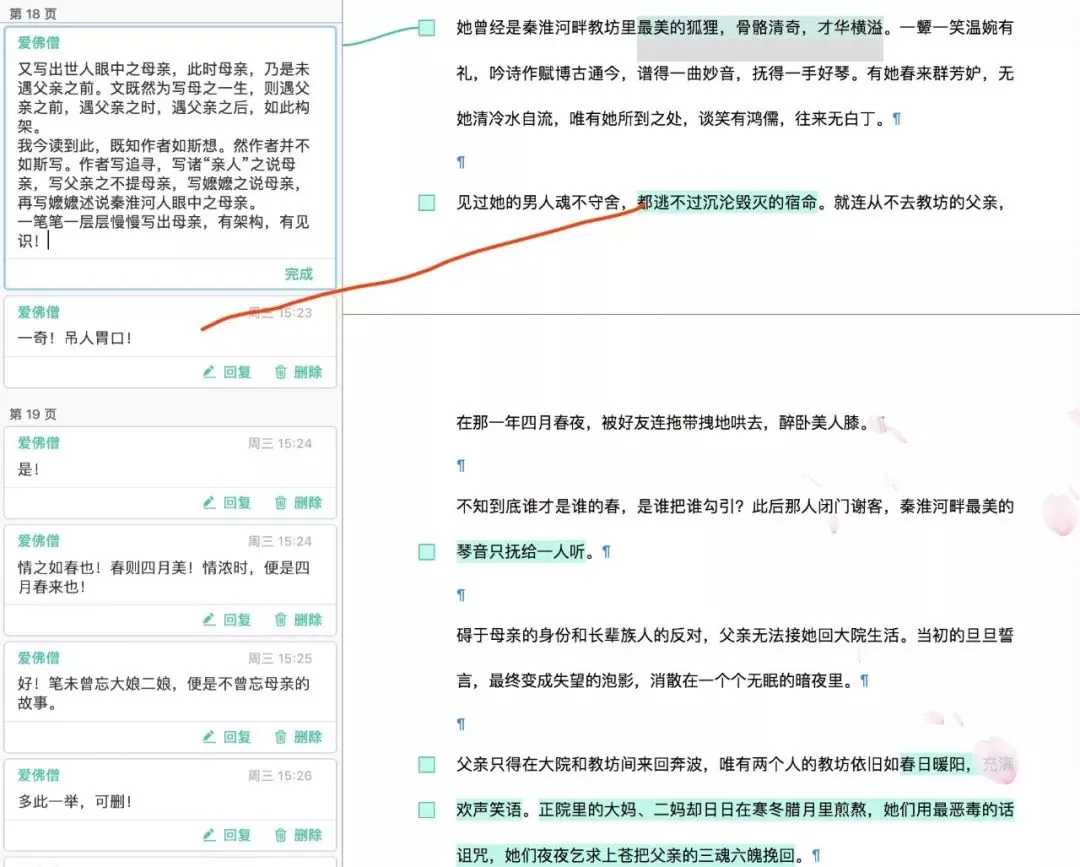 第 18 页
爱佛僧
又写出世人眼中之母亲，此时母亲，乃是未
遇父亲之前。文既然为写母之一生，则遇父
亲之前，遇父亲之时，遇父亲之后，如此构
架。
我今读到此，既知作者如斯想。然作者并不
如斯写。作者写追寻，写诸“亲人”之说母
亲，写父亲之不提母亲，写嬷嬷之说母亲，
再写嬷嬷述说秦淮河人眼中之母亲。
一笔笔一层层慢慢写出母亲，有架构，有见
识！
完成
爱佛僧 周三 15:23
一奇！吊人胃口！
回复 删除
第 19 页
爱佛僧 周三 15:24
是！
回复 删除
爱佛僧 周三 15:24
情之如春也！春则四月美！情浓时，便是四
月春来也！
回复 删除
爱佛僧 周三 15:25
好！笔未曾忘大娘二娘，便是不曾忘母亲的
故事。
回复 删除
爱佛僧 周三 15:26
多此一举，可删！
回复 删除
她曾经是秦淮河畔教坊里最美的狐狸，骨骼清奇，才华横溢。一颦一笑温婉有
礼，吟诗作赋博古通今，谱得一曲妙音，抚得一手好琴。有她春来群芳妒，无
她清冷水自流，唯有她所到之处，谈笑有鸿儒，往来无白丁。¶
¶
见过她的男人魂不守舍，都逃不过沉沦毁灭的宿命。就连从不去教坊的父亲，
在那一年四月春夜，被好友连拖带拽地哄去，醉卧美人膝。¶
¶
不知到底谁才是谁的春，是谁把谁勾引？此后那人闭门谢客，秦淮河畔最美的
琴音只抚给一人听。¶
¶
碍于母亲的身份和长辈族人的反对，父亲无法接她回大院生活。当初的旦旦誓
言，最终变成失望的泡影，消散在一个个无眠的暗夜里。¶
¶
父亲只得在大院和教坊间来回奔波，唯有两个人的教坊依旧如春日暖阳，充满
欢声笑语。正院里的大妈、二妈却日日在寒冬腊月里煎熬，她们用最恶毒的话
诅咒，她们夜夜乞求上苍把父亲的三魂六魄挽回。¶